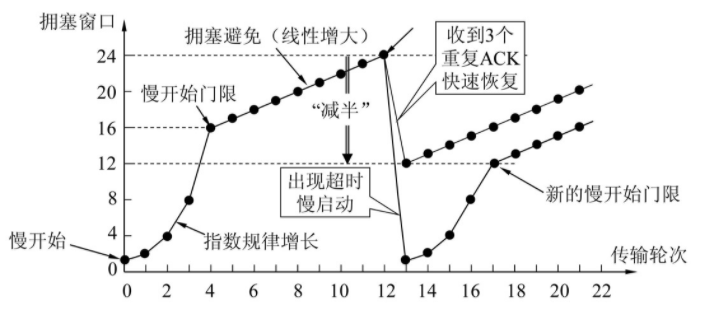 拥塞窗口
拥塞避免（线性增大）
收到3个
重复ACK
快速恢复
24
慢开始门限
20
“减半”
16
12
出现超时
慢启动
新的慢开始门限
8
慢开始
4
指数规律增长
0
传输轮次
0 2 4 6 8 10 12 14 16 18 20 22